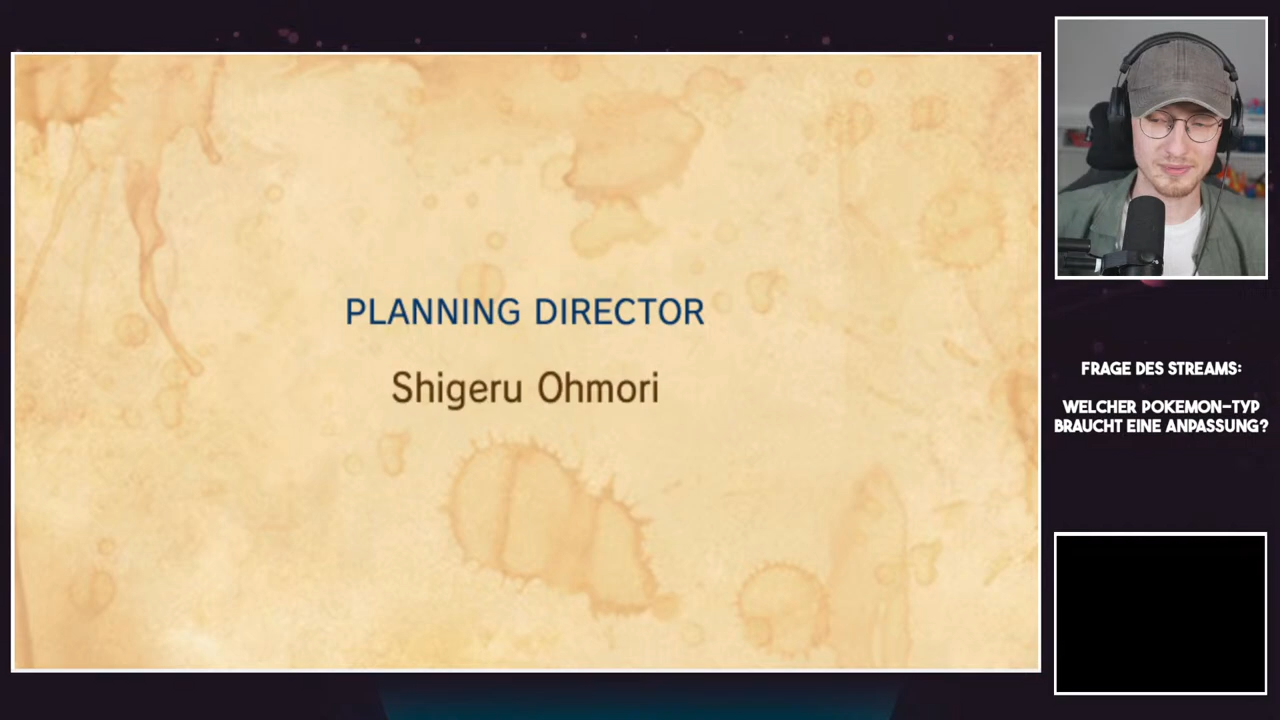 PLANNING DIRECTOR
Shigeru Ohmori
FRAGE DES STREAMS:
WELCHER POKEMON-TYP
BRAUCHT EINE ANPASSUNG?